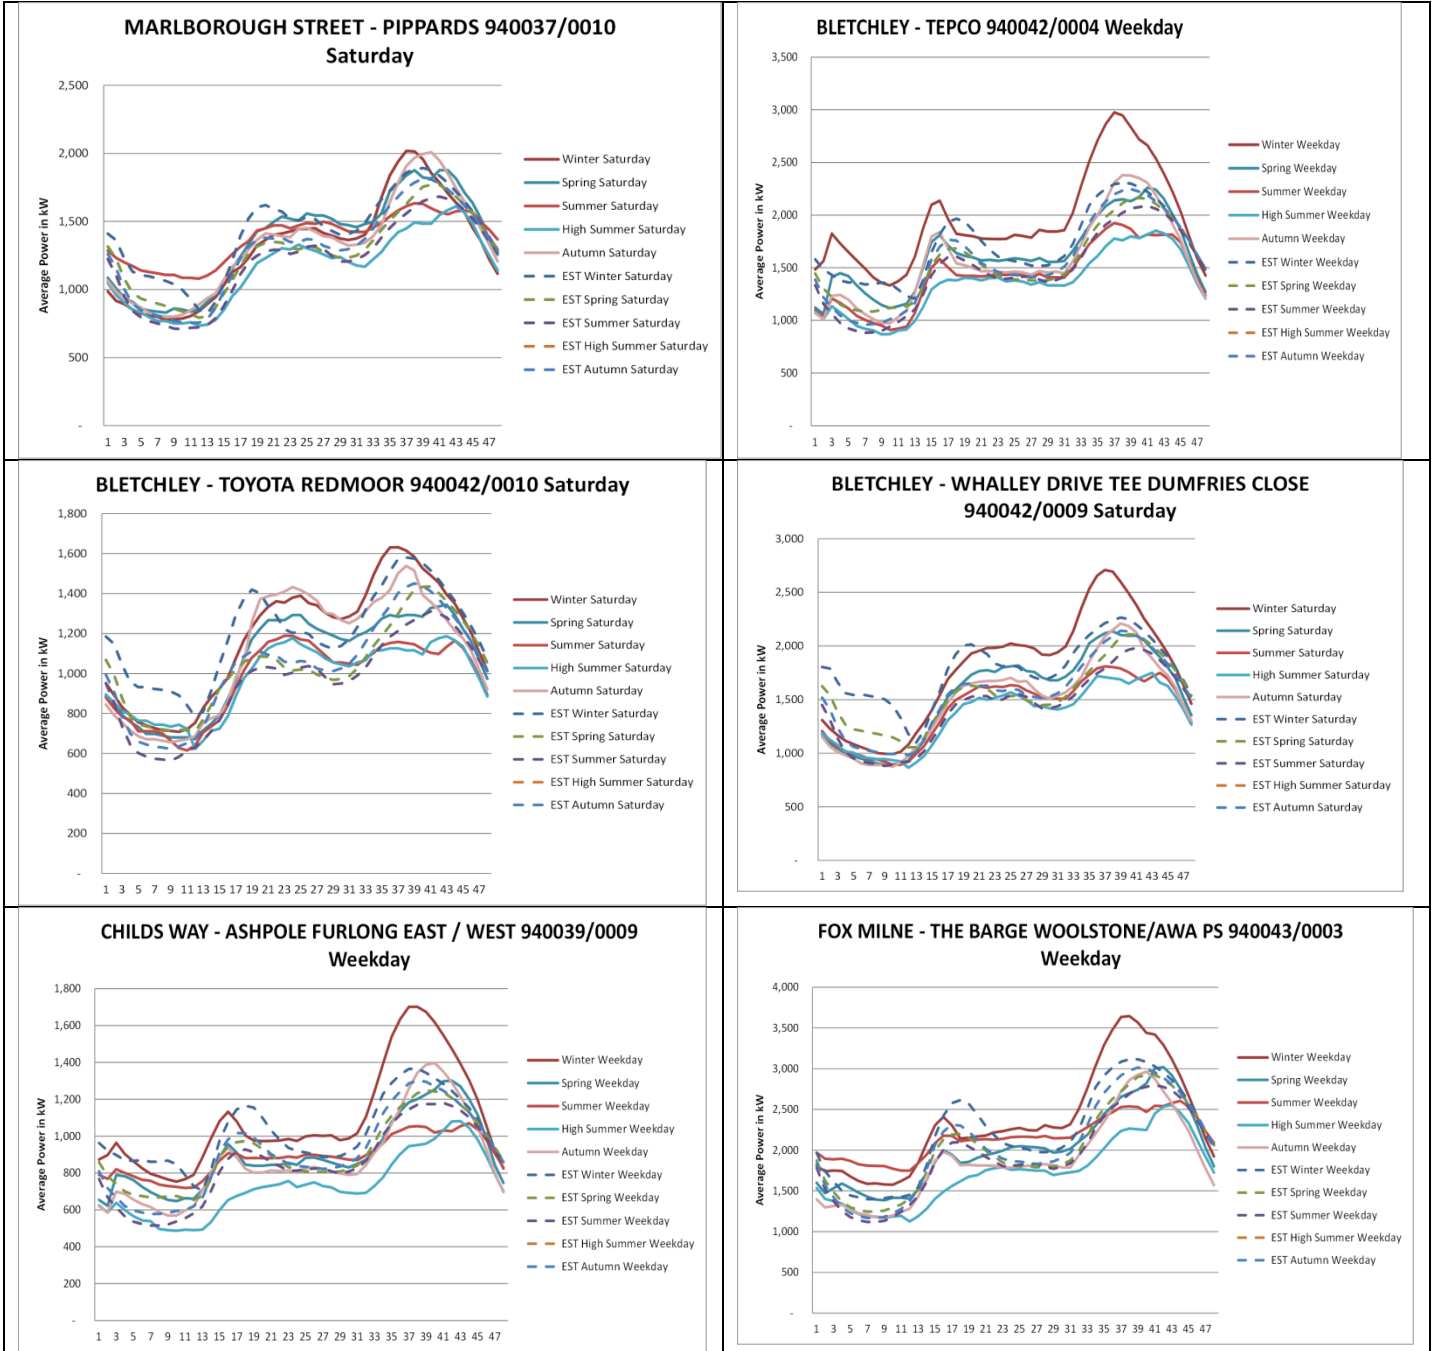 MARLBOROUGH STREET - PIPPARDS 940037/0010
Saturday
Average Power in kW
2,500
2,000
1,500
1,000
500
-
1 3 5 7 9 11 13 15 17 19 21 23 25 27 29 31 33 35 37 39 41 43 45 47
Winter Saturday
Spring Saturday
Summer Saturday
High Summer Saturday
Autumn Saturday
EST Winter Saturday
EST Spring Saturday
EST Summer Saturday
EST High Summer Saturday
EST Autumn Saturday
BLETCHLEY - TEPCO 940042/0004 Weekday
Average Power in kW
3,500
3,000
2,500
2,000
1,500
1,000
500
-
1 3 5 7 9 11 13 15 17 19 21 23 25 27 29 31 33 35 37 39 41 43 45 47
Winter Weekday
Spring Weekday
Summer Weekday
High Summer Weekday
Autumn Weekday
EST Winter Weekday
EST Spring Weekday
EST Summer Weekday
EST High Summer Weekday
EST Autumn Weekday
BLETCHLEY - TOYOTA REDMOOR 940042/0010 Saturday
Average Power in kW
1,800
1,600
1,400
1,200
1,000
800
600
400
200
-
1 3 5 7 9 11 13 15 17 19 21 23 25 27 29 31 33 35 37 39 41 43 45 47
Winter Saturday
Spring Saturday
Summer Saturday
High Summer Saturday
Autumn Saturday
EST Winter Saturday
EST Spring Saturday
EST Summer Saturday
EST High Summer Saturday
EST Autumn Saturday
BLETCHLEY - WHALLEY DRIVE TEE DUMFRIES CLOSE
940042/0009 Saturday
Average Power in kW
3,000
2,500
2,000
1,500
1,000
500
-
1 3 5 7 9 11 13 15 17 19 21 23 25 27 29 31 33 35 37 39 41 43 45 47
Winter Saturday
Spring Saturday
Summer Saturday
High Summer Saturday
Autumn Saturday
EST Winter Saturday
EST Spring Saturday
EST Summer Saturday
EST High Summer Saturday
EST Autumn Saturday
CHILDS WAY - ASHPOLE FURLONG EAST / WEST 940039/0009
Weekday
Average Power in kW
1,800
1,600
1,400
1,200
1,000
800
600
400
200
-
1 3 5 7 9 11 13 15 17 19 21 23 25 27 29 31 33 35 37 39 41 43 45 47
Winter Weekday
Spring Weekday
Summer Weekday
High Summer Weekday
Autumn Weekday
EST Winter Weekday
EST Spring Weekday
EST Summer Weekday
EST High Summer Weekday
EST Autumn Weekday
FOX MILNE - THE BARGE WOOLSTONE/AWA PS 940043/0003
Weekday
Average Power in kW
4,000
3,500
3,000
2,500
2,000
1,500
1,000
500
-
1 3 5 7 9 11 13 15 17 19 21 23 25 27 29 31 33 35 37 39 41 43 45 47
Winter Weekday
Spring Weekday
Summer Weekday
High Summer Weekday
Autumn Weekday
EST Winter Weekday
EST Spring Weekday
EST Summer Weekday
EST High Summer Weekday
EST Autumn Weekday